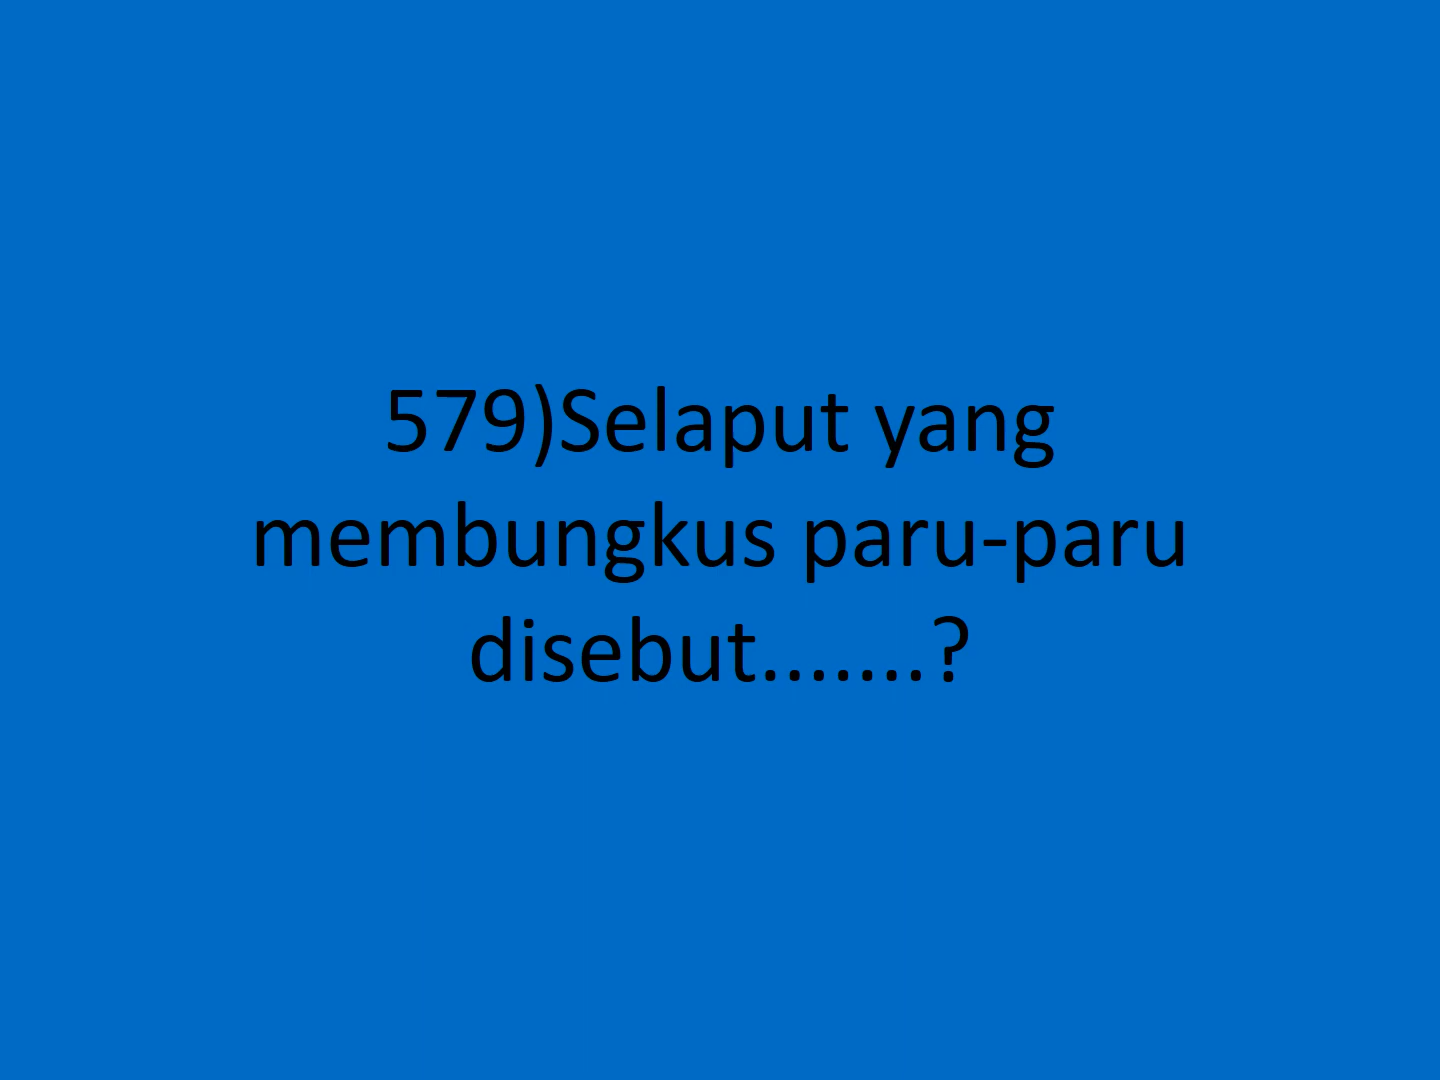 579)Selaput yang
membungkus paru-paru
disebut.......?